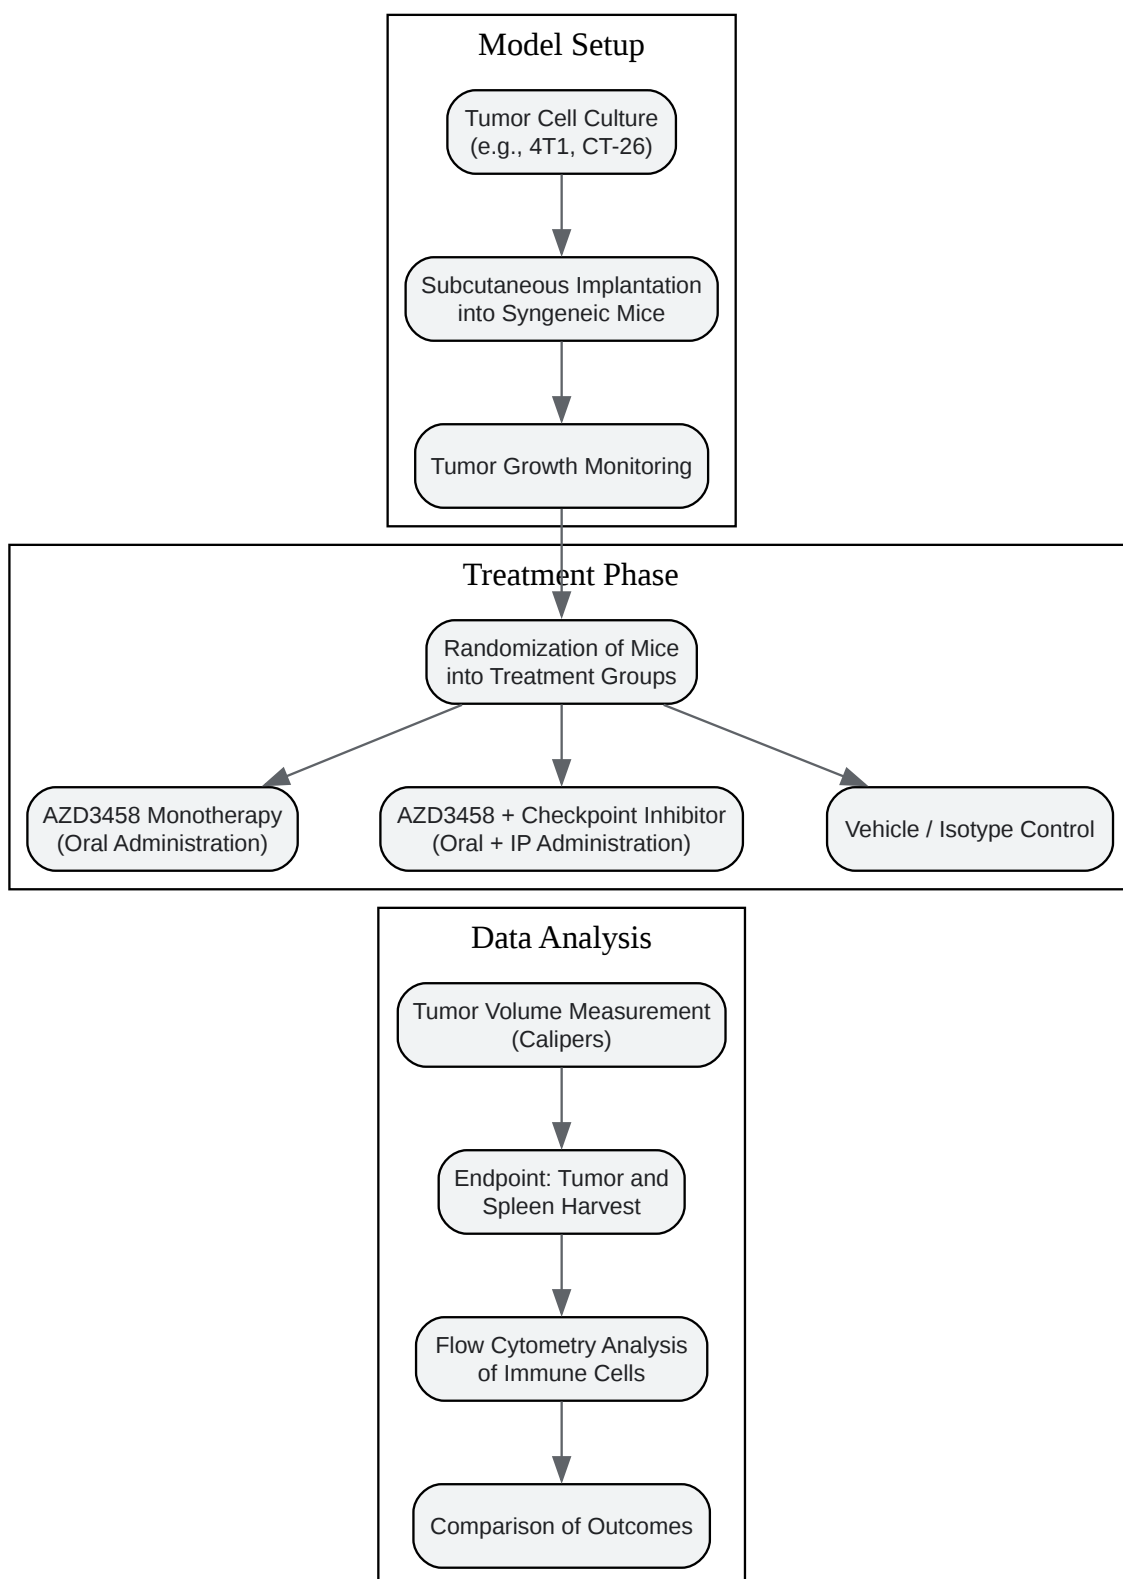 Model Setup
Tumor Cell Culture
(e.g., 4T1, CT-26)
Subcutaneous Implantation
into Syngeneic Mice
Tumor Growth Monitoring
Treatment Phase
Randomization of Mice
into Treatment Groups
AZD3458 Monotherapy
(Oral Administration)
AZD3458 + Checkpoint Inhibitor
(Oral + IP Administration)
Vehicle / Isotype Control
Data Analysis
Tumor Volume Measurement
(Calipers)
Endpoint: Tumor and
Spleen Harvest
Flow Cytometry Analysis
of Immune Cells
Comparison of Outcomes